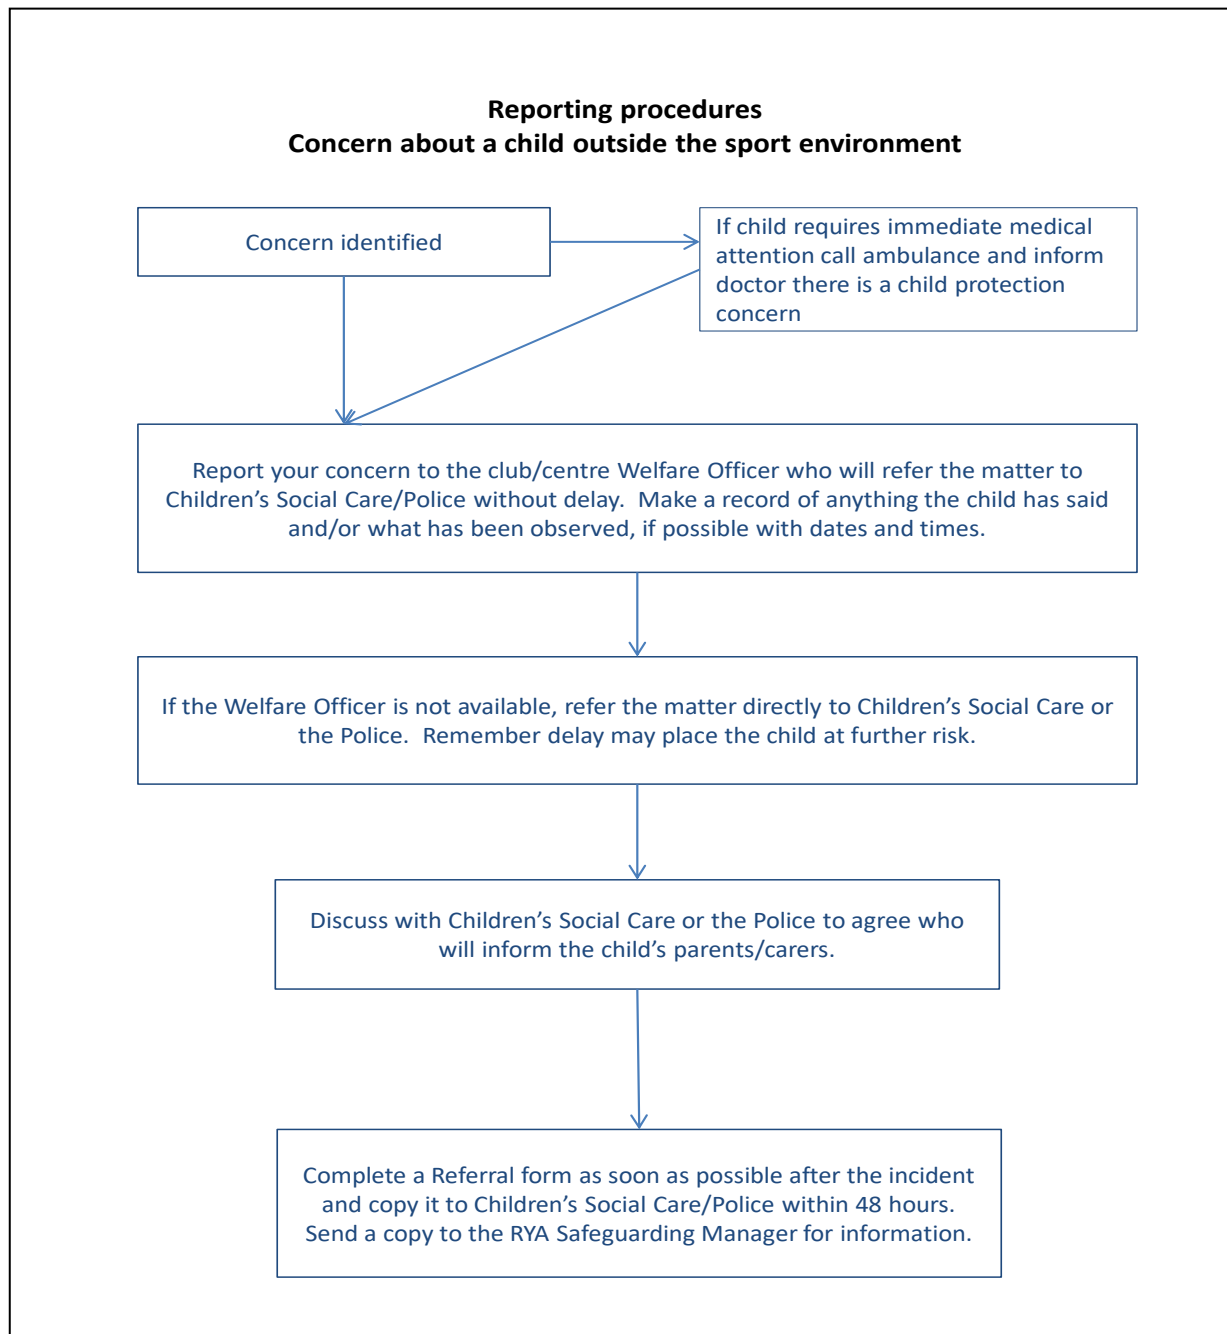 Reporting procedures
Concern about a child outside the sport environment
Concern identified
If child requires immediate medical
attention call ambulance and inform
doctor there is a child protection
concern
Report your concern to the club/centre Welfare Officer who will refer the matter to
Children’s Social Care/Police without delay.  Make a record of anything the child has said
and/or what has been observed, if possible with dates and times.
If the Welfare Officer is not available, refer the matter directly to Children’s Social Care or
the Police.  Remember delay may place the child at further risk.
Discuss with Children’s Social Care or the Police to agree who
will inform the child’s parents/carers.
Complete a Referral form as soon as possible after the incident
and copy it to Children’s Social Care/Police within 48 hours.
Send a copy to the RYA Safeguarding Manager for information.